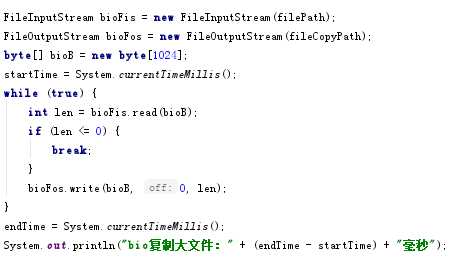 FileInputStream bioFis = new FileInputStream(filePath);
FileOutputStream bioFos = new FileOutputStream(fileCopyPath);
byte[] bioB = new byte[1024];
startTime = System.currentTimeMillis();
while (true) {
    int len = bioFis.read(bioB);
    if (len <= 0) {
        break;
    }
    bioFos.write(bioB, off: 0, len);
}
endTime = System.currentTimeMillis();
System.out.println("bio复制大文件：" + (endTime - startTime) + "毫秒");